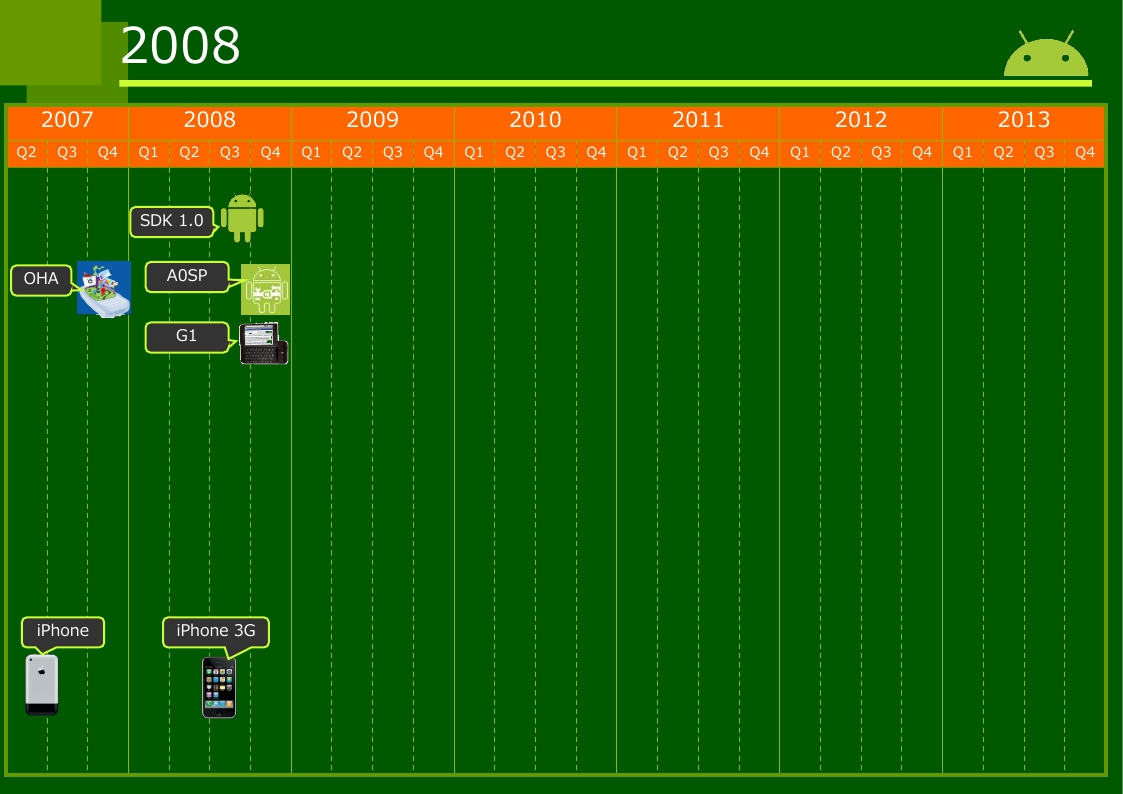 2008
2007 2008 2009 2010 2011 2012 2013
Q2 Q3 Q4 Q1 Q2 Q3 Q4 Q1 Q2 Q3 Q4 Q1 Q2 Q3 Q4 Q1 Q2 Q3 Q4 Q1 Q2 Q3 Q4 Q1 Q2 Q3 Q4
SDK 1.0
OHA
A0SP
G1
iPhone
iPhone 3G